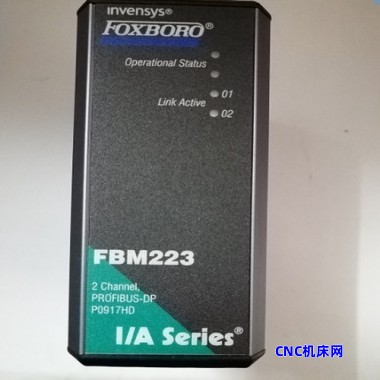 invensys®
FOXBORO®
Operational Status
01
Link Active
02
FBM223
2 Channel,
PROFIBUS-DP
P0917HD
I/A Series®
CNC机床网